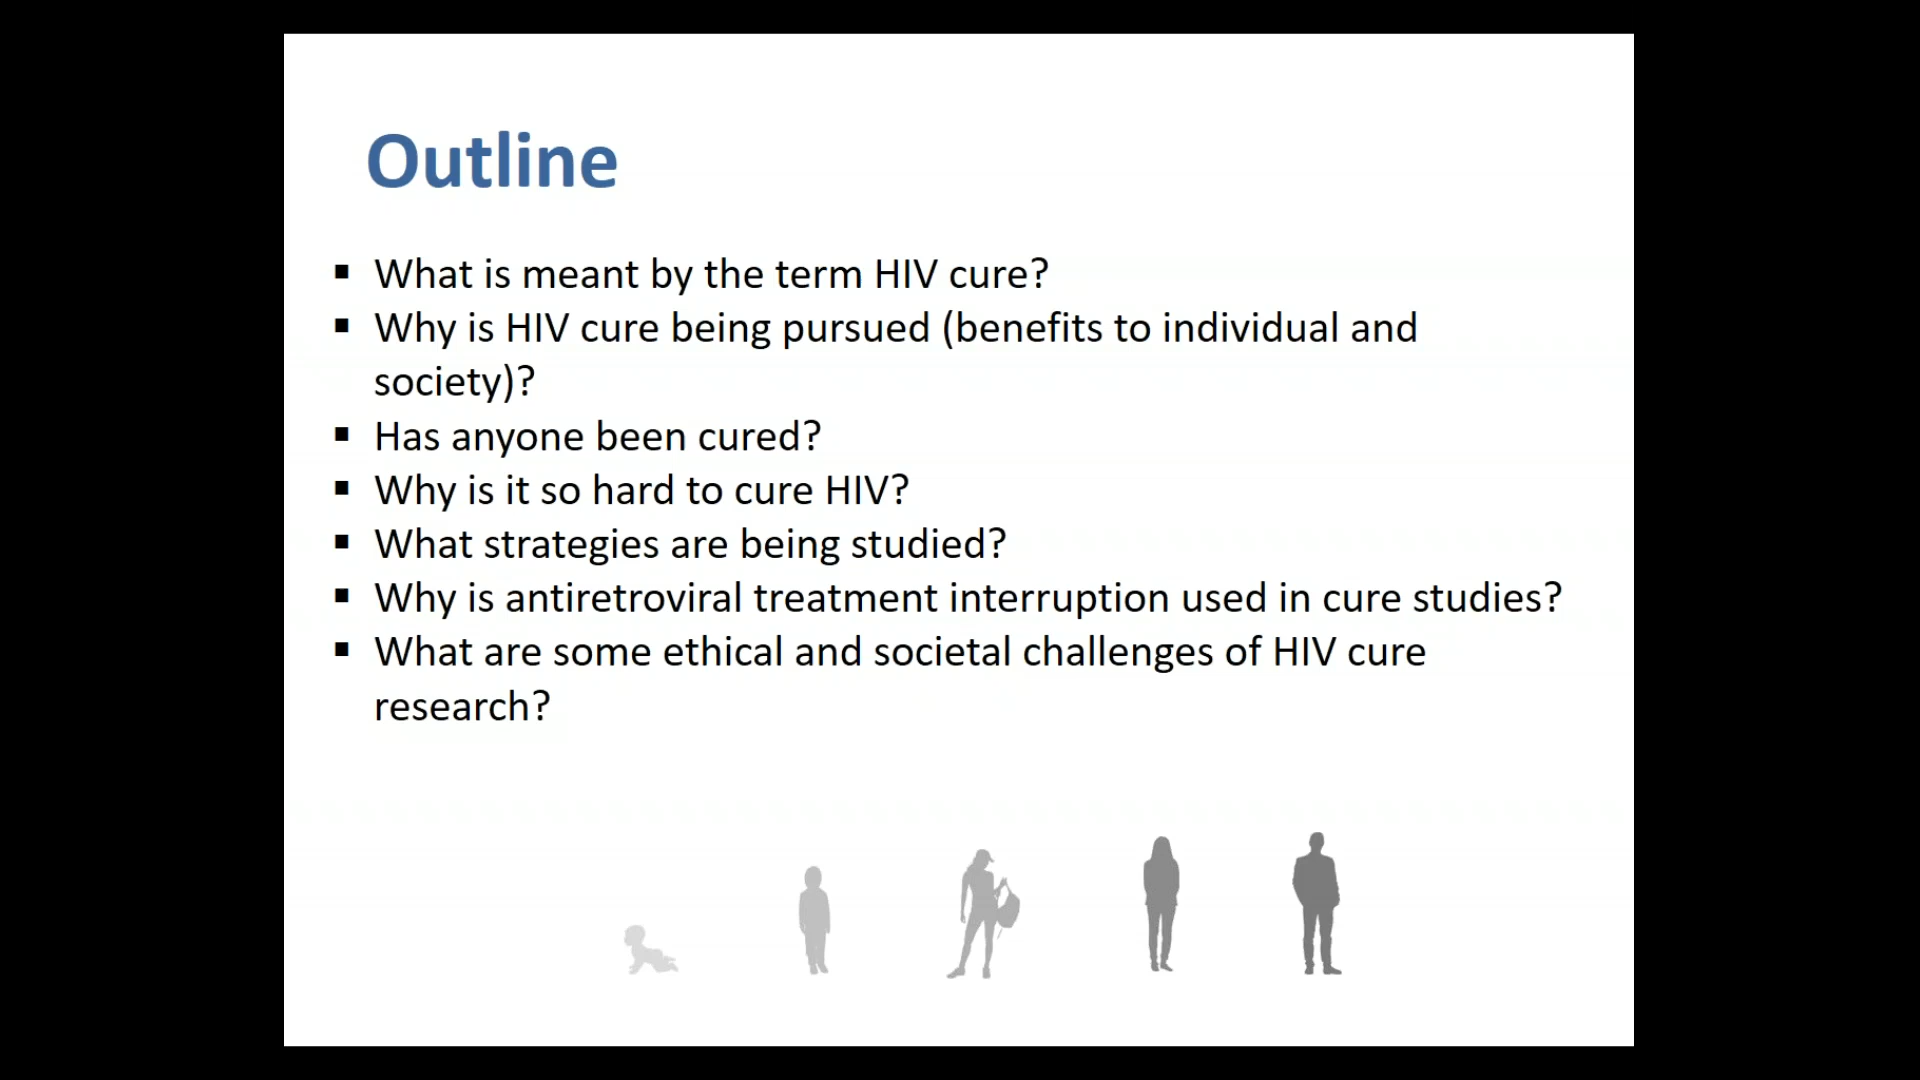 Outline
▪ What is meant by the term HIV cure?
▪ Why is HIV cure being pursued (benefits to individual and
society)?
▪ Has anyone been cured?
▪ Why is it so hard to cure HIV?
▪ What strategies are being studied?
▪ Why is antiretroviral treatment interruption used in cure studies?
▪ What are some ethical and societal challenges of HIV cure
research?